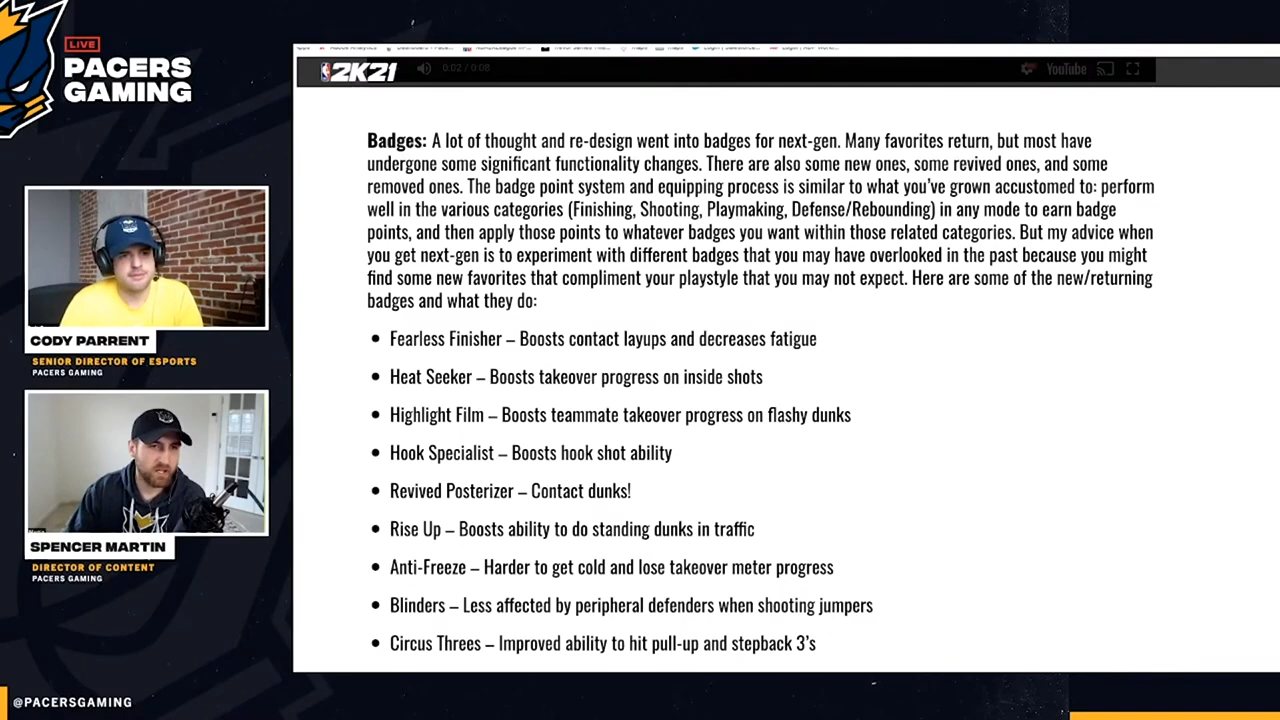 LIVE
PACERS
GAMING
CODY PARRENT
SENIOR DIRECTOR OF ESPORTS
PACERS GAMING
SPENCER MARTIN
DIRECTOR OF CONTENT
PACERS GAMING
@PACERSGAMING
NBA 2K21
0:02 / 0:08
YouTube
Badges: A lot of thought and re-design went into badges for next-gen. Many favorites return, but most have
undergone some significant functionality changes. There are also some new ones, some revived ones, and some
removed ones. The badge point system and equipping process is similar to what you’ve grown accustomed to: perform
well in the various categories (Finishing, Shooting, Playmaking, Defense/Rebounding) in any mode to earn badge
points, and then apply those points to whatever badges you want within those related categories. But my advice when
you get next-gen is to experiment with different badges that you may have overlooked in the past because you might
find some new favorites that compliment your playstyle that you may not expect. Here are some of the new/returning
badges and what they do:
• Fearless Finisher – Boosts contact layups and decreases fatigue
• Heat Seeker – Boosts takeover progress on inside shots
• Highlight Film – Boosts teammate takeover progress on flashy dunks
• Hook Specialist – Boosts hook shot ability
• Revived Posterizer – Contact dunks!
• Rise Up – Boosts ability to do standing dunks in traffic
• Anti-Freeze – Harder to get cold and lose takeover meter progress
• Blinders – Less affected by peripheral defenders when shooting jumpers
• Circus Threes – Improved ability to hit pull-up and stepback 3’s